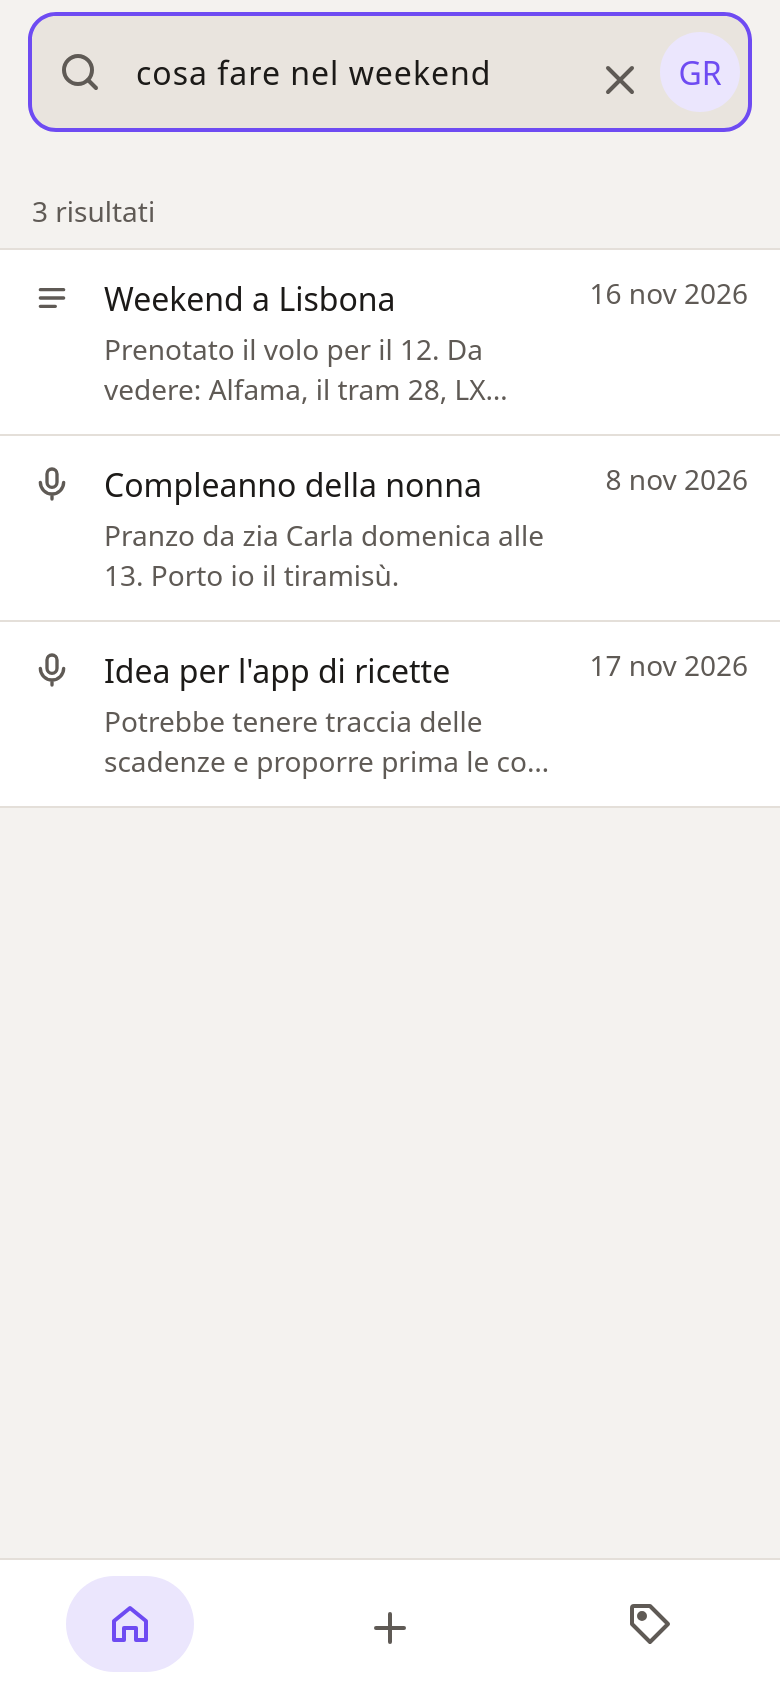 cosa fare nel weekend
GR
3 risultati
Weekend a Lisbona
16 nov 2026
Prenotato il volo per il 12. Da
vedere: Alfama, il tram 28, LX…
Compleanno della nonna
8 nov 2026
Pranzo da zia Carla domenica alle
13. Porto io il tiramisù.
Idea per l'app di ricette
17 nov 2026
Potrebbe tenere traccia delle
scadenze e proporre prima le co…